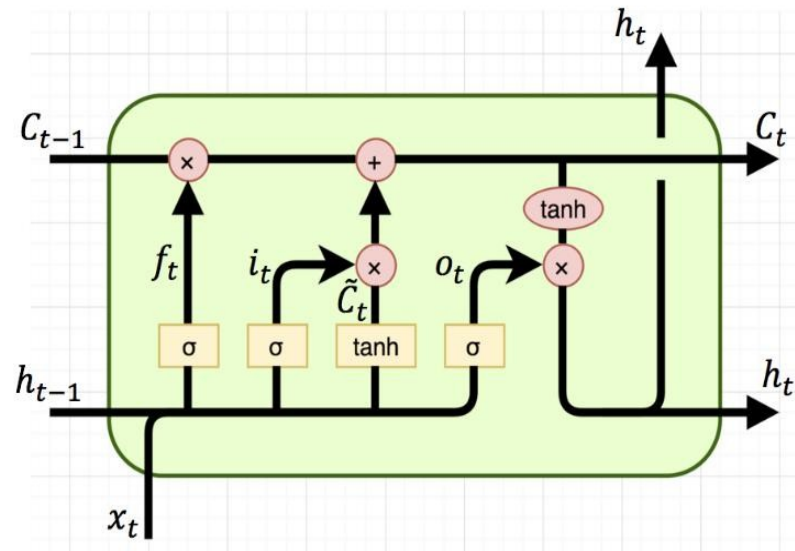 h_t
C_{t-1} × + C_t
tanh
f_t i_t × o_t ×
C̃_t
σ σ tanh σ
h_{t-1} h_t
x_t